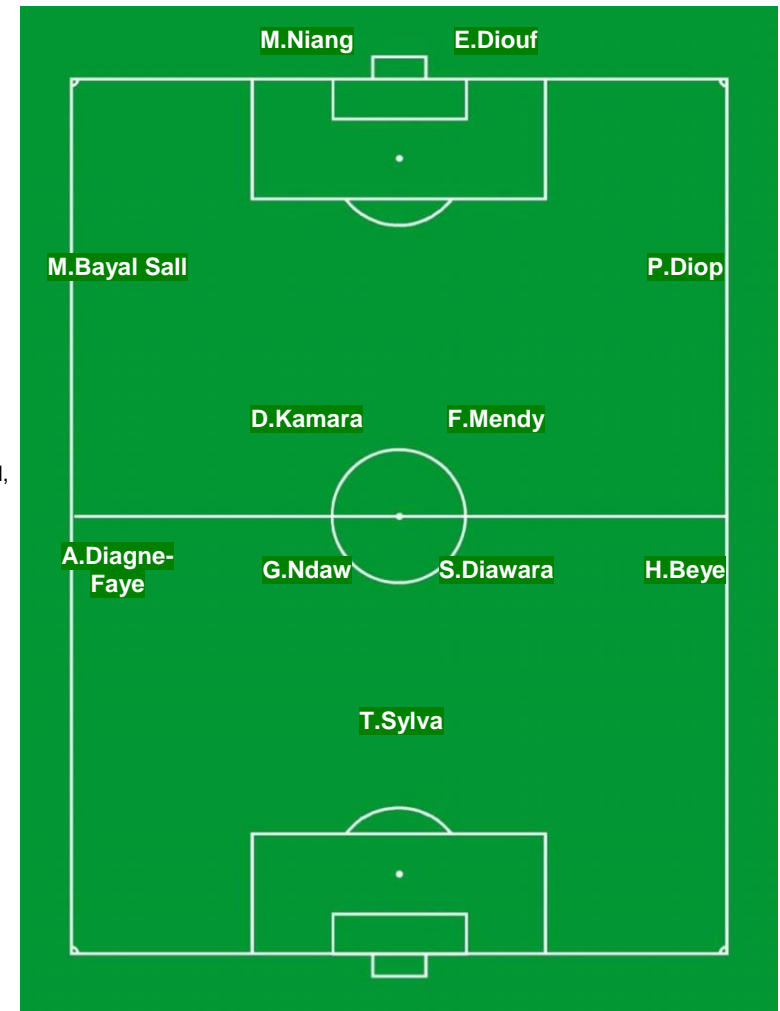 M.Niang E.Diouf
M.Bayal Sall P.Diop
D.Kamara F.Mendy
A.Diagne-
Faye G.Ndaw S.Diawara H.Beye
T.Sylva